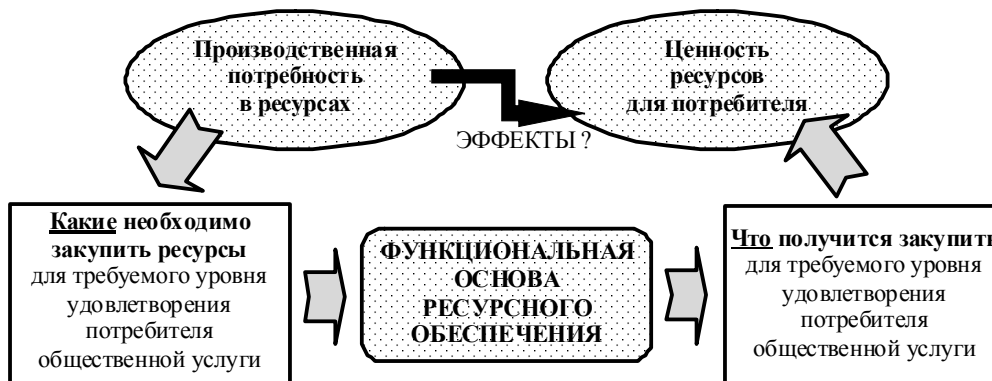 Производственная
потребность
в ресурсах
Ценность
ресурсов
для потребителя
ЭФФЕКТЫ ?
Какие необходимо
закупить ресурсы
для требуемого уровня
удовлетворения
потребителя
общественной услуги
ФУНКЦИОНАЛЬНАЯ
ОСНОВА
РЕСУРСНОГО
ОБЕСПЕЧЕНИЯ
Что получится закупить
для требуемого уровня
удовлетворения
потребителя
общественной услуги